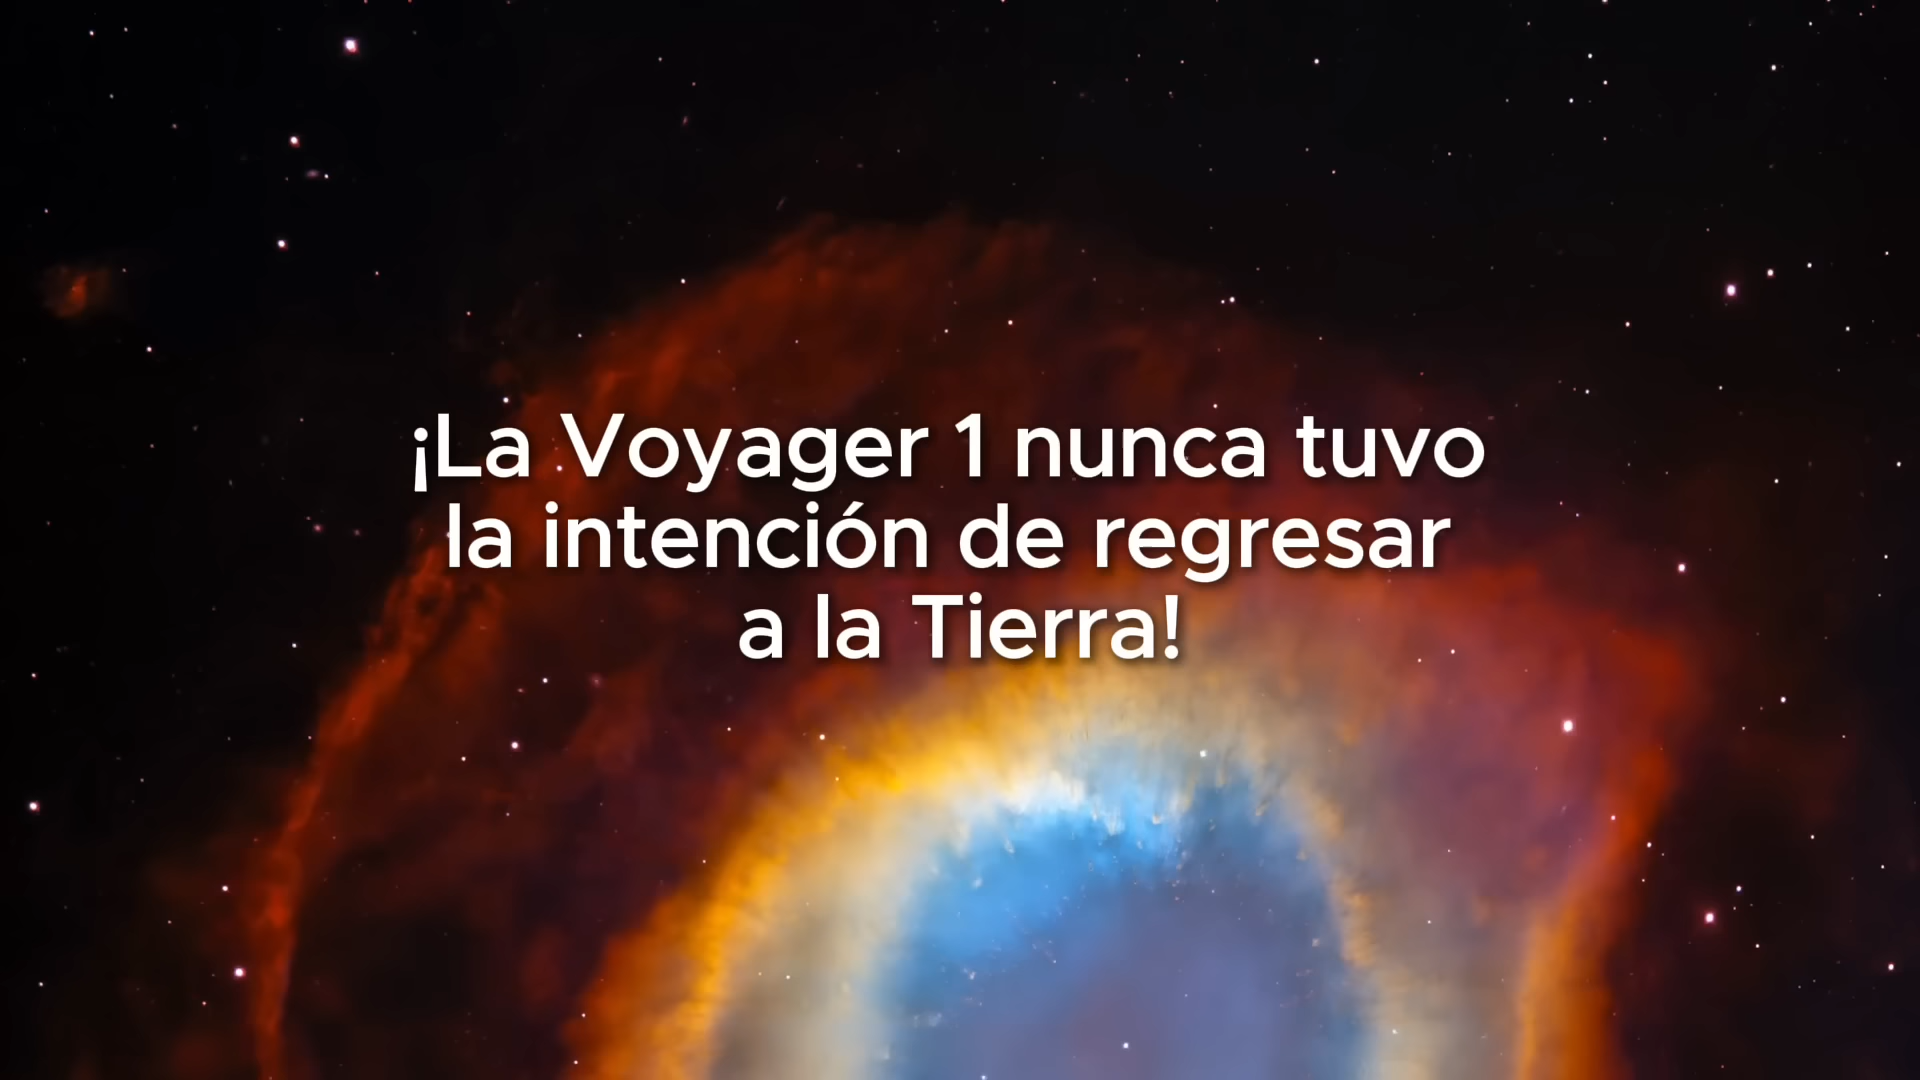 ¡La Voyager 1 nunca tuvo
la intención de regresar
a la Tierra!